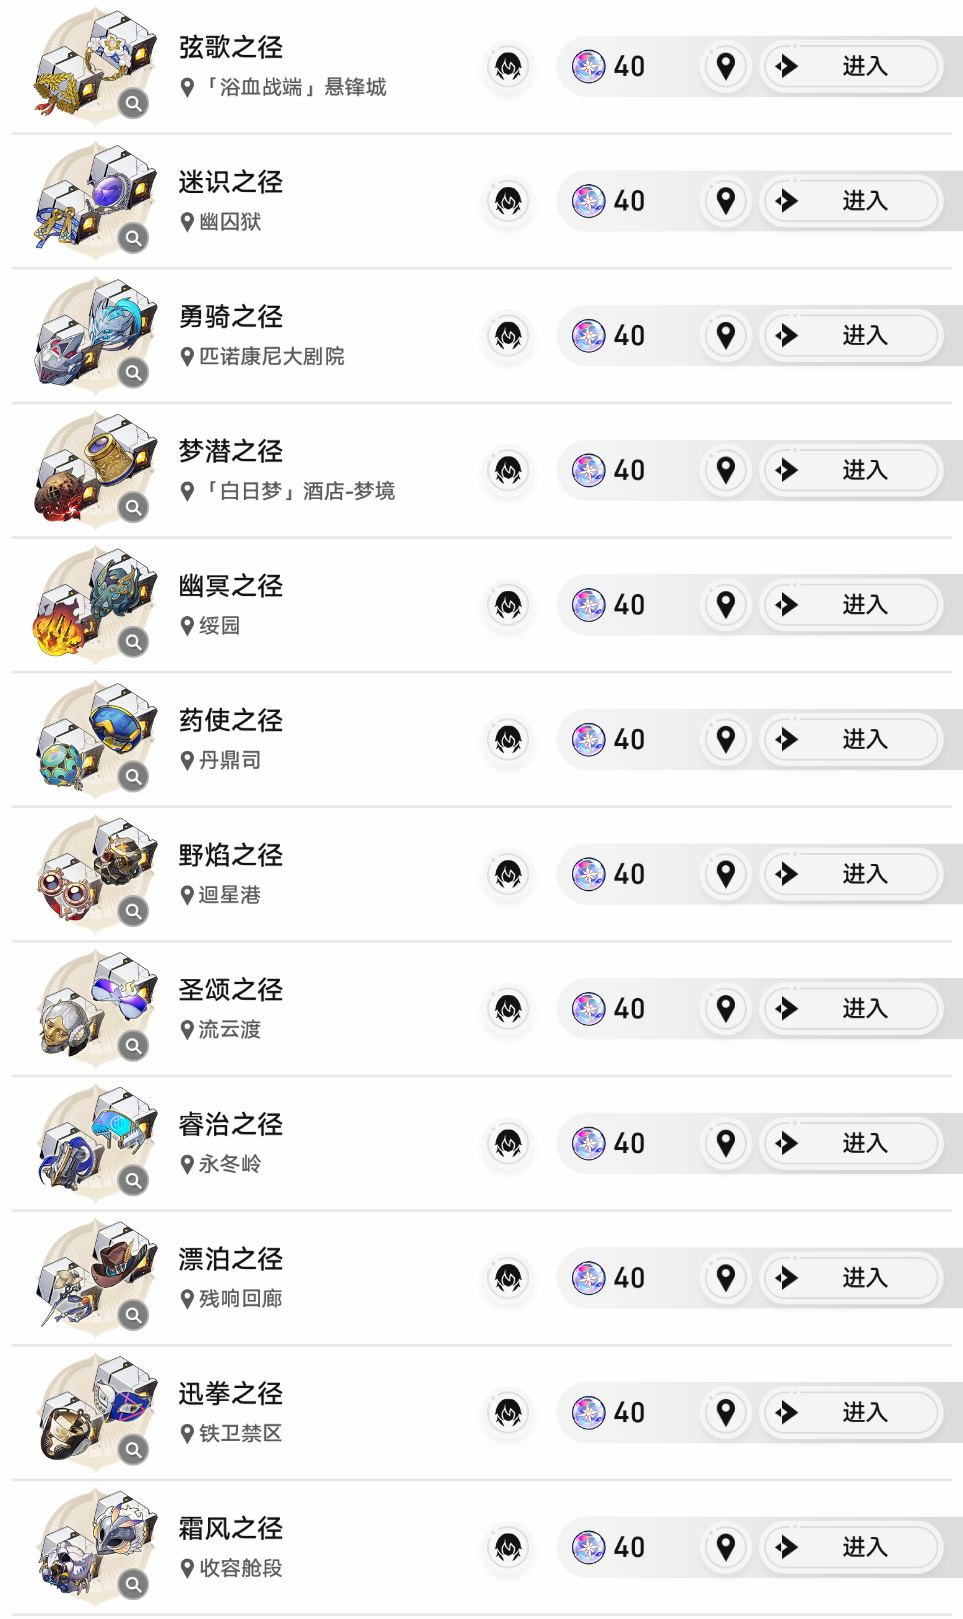 弦歌之径
「浴血战端」悬锋城
40
进入
迷识之径
幽囚狱
40
进入
勇骑之径
匹诺康尼大剧院
40
进入
梦潜之径
「白日梦」酒店-梦境
40
进入
幽冥之径
绥园
40
进入
药使之径
丹鼎司
40
进入
野焰之径
迴星港
40
进入
圣颂之径
流云渡
40
进入
睿治之径
永冬岭
40
进入
漂泊之径
残响回廊
40
进入
迅拳之径
铁卫禁区
40
进入
霜风之径
收容舱段
40
进入